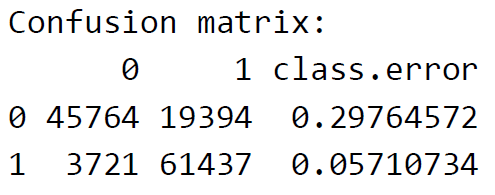 Confusion matrix:
0 1 class.error
0 45764 19394 0.29764572
1 3721 61437 0.05710734